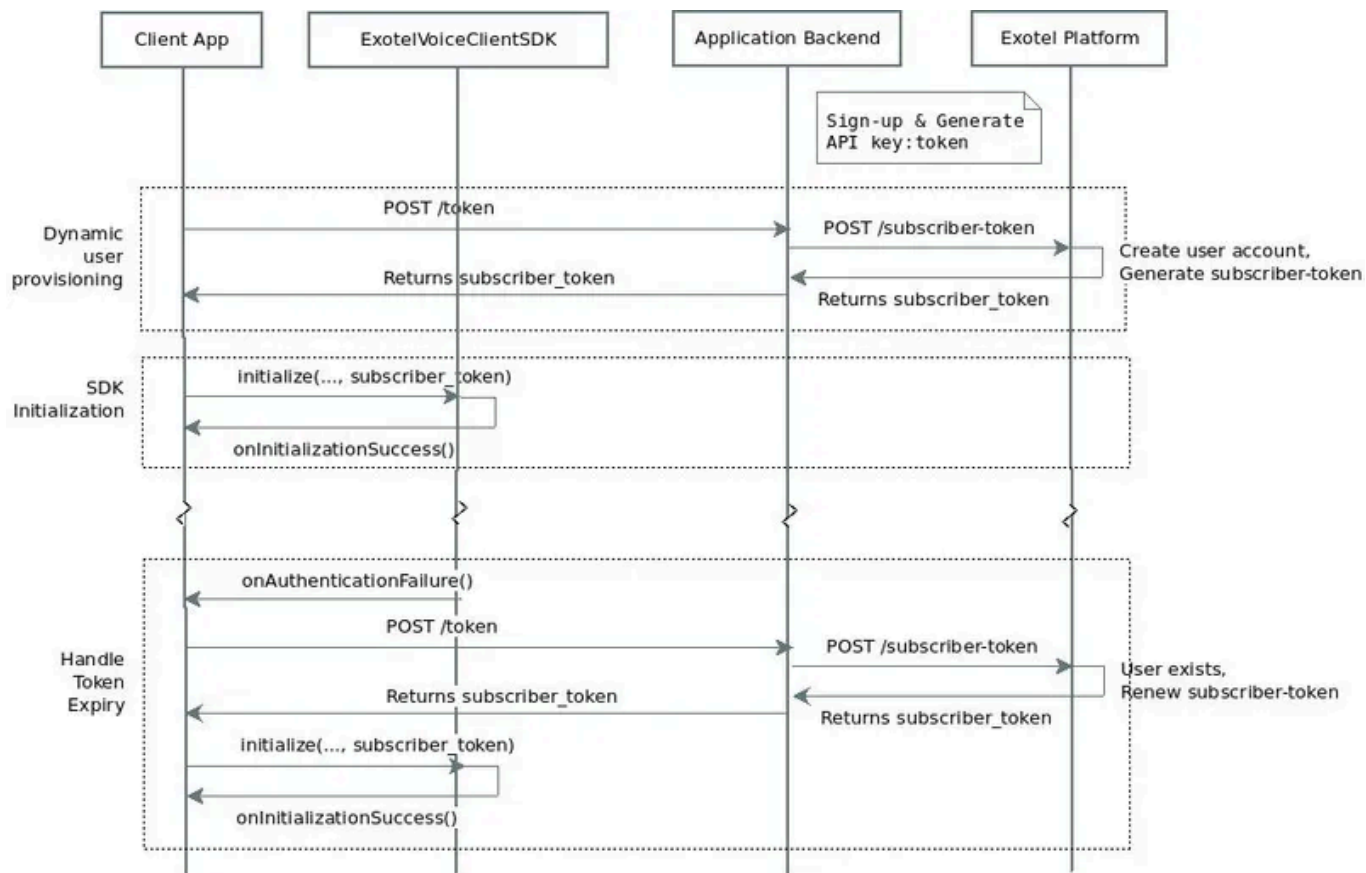 Client App
ExotelVoiceClientSDK
Application Backend
Exotel Platform
Sign-up & Generate
API key:token
Dynamic
user
provisioning
POST /token
POST /subscriber-token
Create user account,
Generate subscriber-token
Returns subscriber_token
Returns subscriber_token
SDK
Initialization
initialize(..., subscriber_token)
onInitializationSuccess()
Handle
Token
Expiry
onAuthenticationFailure()
POST /token
POST /subscriber-token
User exists,
Renew subscriber-token
Returns subscriber_token
Returns subscriber_token
initialize(..., subscriber_token)
onInitializationSuccess()